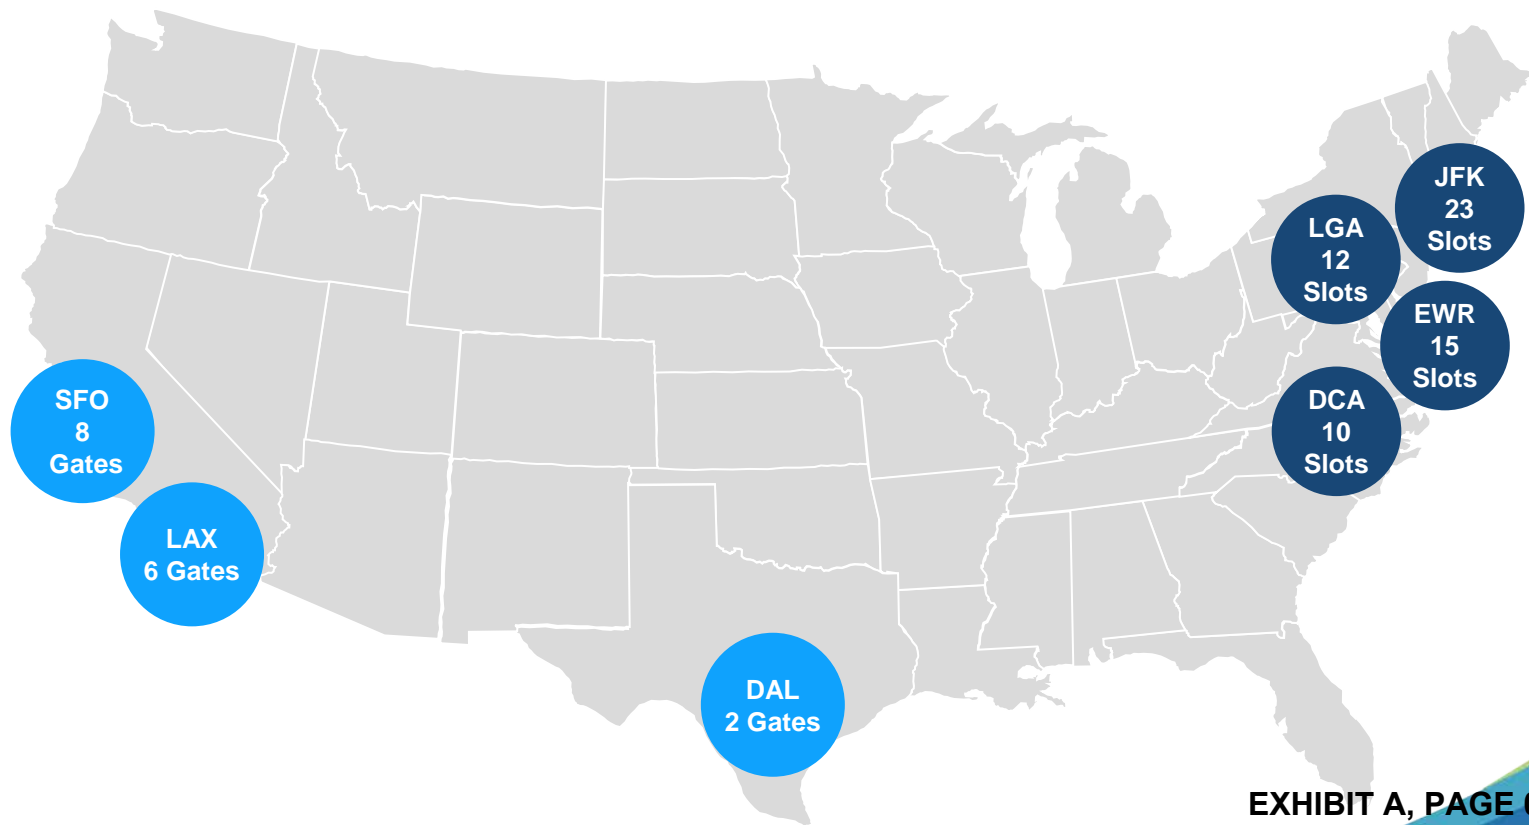 JFK
23
Slots
LGA
12
Slots
EWR
15
Slots
SFO
8
Gates
DCA
10
Slots
LAX
6 Gates
DAL
2 Gates
EXHIBIT A, PAGE